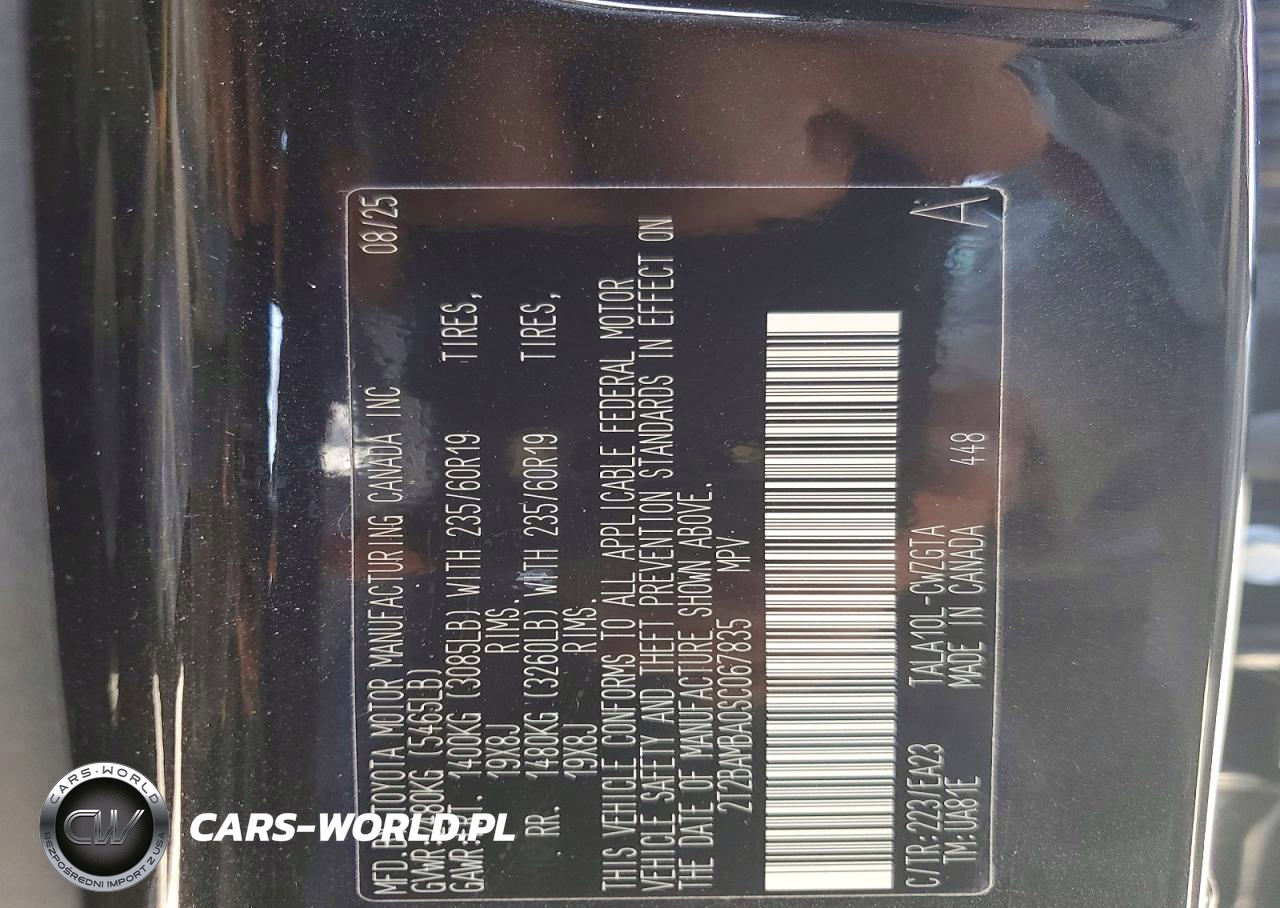 MFD. BY TOYOTA MOTOR MANUFACTURING CANADA INC 08/25
GVWR. 2480KG (5465LB)
GAWR. FRT. 1400KG (3085LB) WITH 235/60R19 TIRES,
19X8J RIMS.
RR. 1480KG (3260LB) WITH 235/60R19 TIRES,
19X8J RIMS.
THIS VEHICLE CONFORMS TO ALL APPLICABLE FEDERAL MOTOR
VEHICLE SAFETY AND THEFT PREVENTION STANDARDS IN EFFECT ON
THE DATE OF MANUFACTURE SHOWN ABOVE.
2T2BAMBA0SC067835 MPV
C/TR:223/EA23 TALA10L-CWZGTA A
TM:UA81E MADE IN CANADA 448
CARS-WORLD
CW
BEZPOŚREDNI IMPORT Z USA
CARS-WORLD.PL